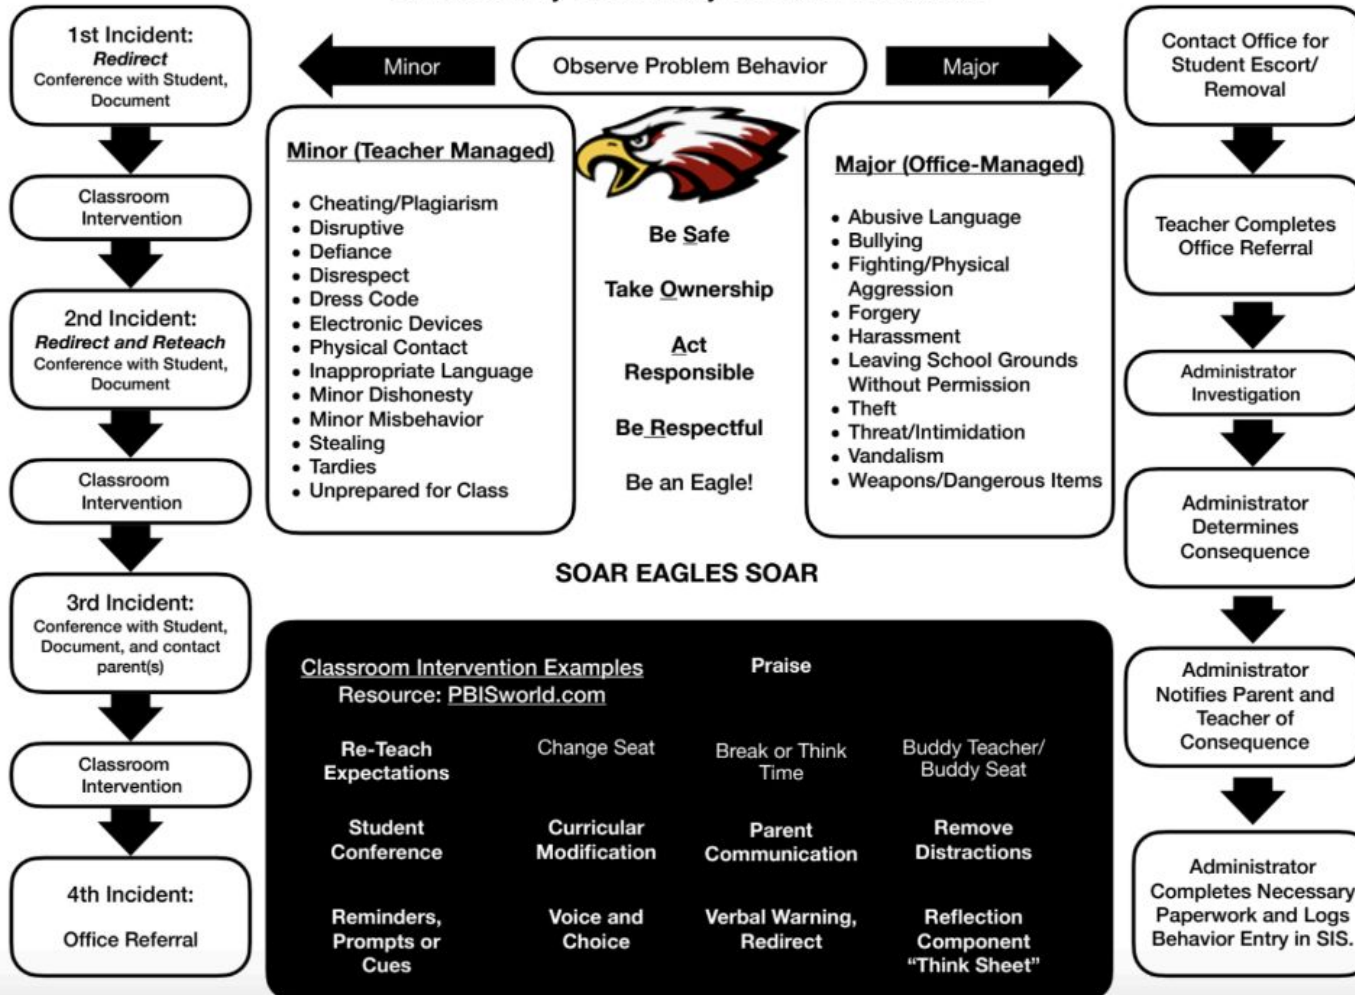 1st Incident:
Redirect
Conference with Student,
Document
Classroom
Intervention
2nd Incident:
Redirect and Reteach
Conference with Student,
Document
Classroom
Intervention
3rd Incident:
Conference with Student,
Document, and contact
parent(s)
Classroom
Intervention
4th Incident:
Office Referral
Minor
Observe Problem Behavior
Major
Minor (Teacher Managed)
• Cheating/Plagiarism
• Disruptive
• Defiance
• Disrespect
• Dress Code
• Electronic Devices
• Physical Contact
• Inappropriate Language
• Minor Dishonesty
• Minor Misbehavior
• Stealing
• Tardies
• Unprepared for Class
Be Safe
Take Ownership
Act
Responsible
Be Respectful
Be an Eagle!
Major (Office-Managed)
• Abusive Language
• Bullying
• Fighting/Physical
Aggression
• Forgery
• Harassment
• Leaving School Grounds
Without Permission
• Theft
• Threat/Intimidation
• Vandalism
• Weapons/Dangerous Items
SOAR EAGLES SOAR
Classroom Intervention Examples
Resource: PBISworld.com
Praise
Re-Teach
Expectations
Change Seat
Break or Think
Time
Buddy Teacher/
Buddy Seat
Student
Conference
Curricular
Modification
Parent
Communication
Remove
Distractions
Reminders,
Prompts or
Cues
Voice and
Choice
Verbal Warning,
Redirect
Reflection
Component
“Think Sheet”
Contact Office for
Student Escort/
Removal
Teacher Completes
Office Referral
Administrator
Investigation
Administrator
Determines
Consequence
Administrator
Notifies Parent and
Teacher of
Consequence
Administrator
Completes Necessary
Paperwork and Logs
Behavior Entry in SIS.